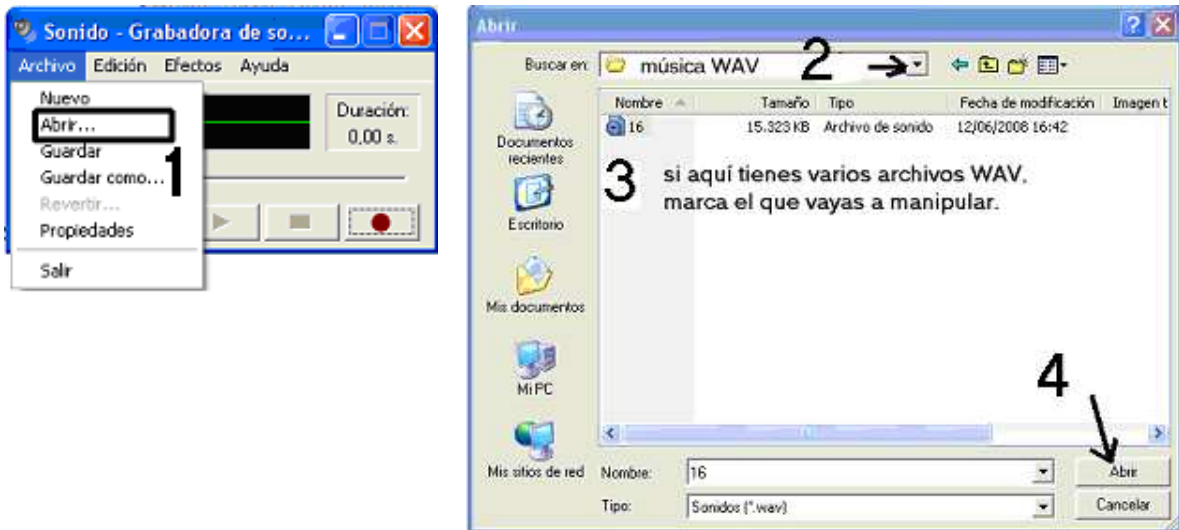 Sonido - Grabadora de so...
Archivo Edición Efectos Ayuda
Nuevo
Abrir...
Guardar
Guardar como...
Revertir...
Propiedades
Salir
1
Duración:
0,00 s.
Abrir
Buscar en: música WAV 2
Nombre Tamaño Tipo Fecha de modificación Imagen t
16 15.323 KB Archivo de sonido 12/06/2008 16:42
3 si aquí tienes varios archivos WAV,
marca el que vayas a manipular.
Documentos
recientes
Escritorio
Mis documentos
Mi PC
Mis sitios de red
4
Nombre: 16 Abrir
Tipo: Sonidos (*.wav) Cancelar